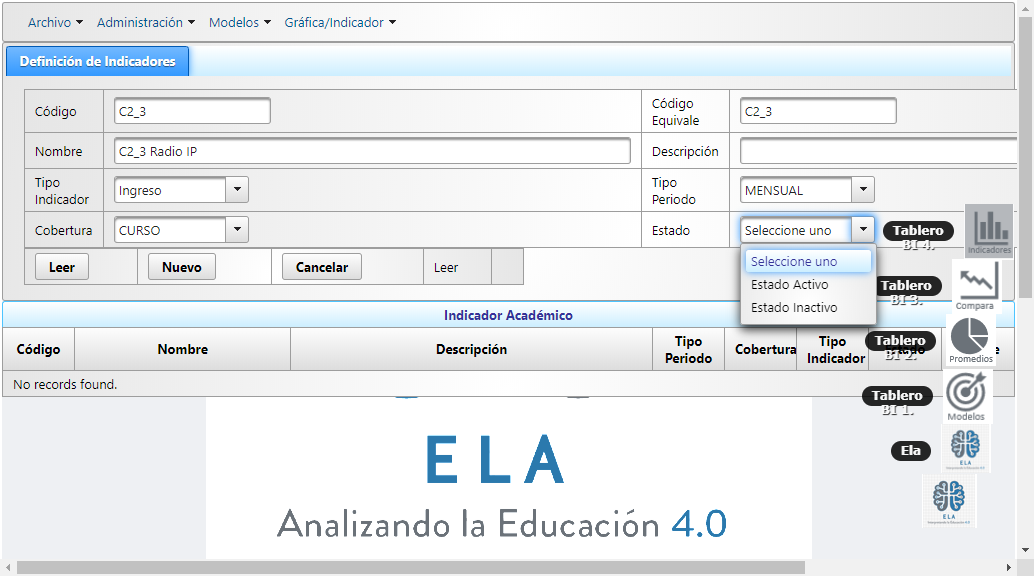 Archivo Administración Modelos Gráfica/Indicador
Definición de Indicadores
Código C2_3 Código Equivale C2_3
Nombre C2_3 Radio IP Descripción
Tipo Indicador Ingreso Tipo Periodo MENSUAL
Cobertura CURSO Estado Seleccione uno
Seleccione uno
Estado Activo
Estado Inactivo
Leer Nuevo Cancelar Leer
Tablero BI 4. Indicadores
Tablero BI 3. Compara
Tablero BI 2. Promedios
Tablero BI 1. Modelos
Ela ELA
ELA
Indicador Académico
Código Nombre Descripción Tipo Periodo Cobertura Tipo Indicador Estado
No records found.
ELA
Analizando la Educación 4.0